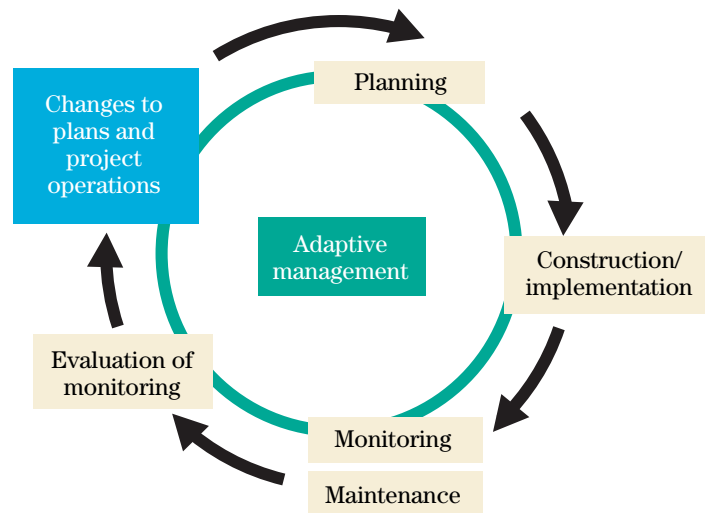 Planning
Changes to
plans and
project
operations
Adaptive
management
Construction/
implementation
Evaluation of
monitoring
Monitoring
Maintenance